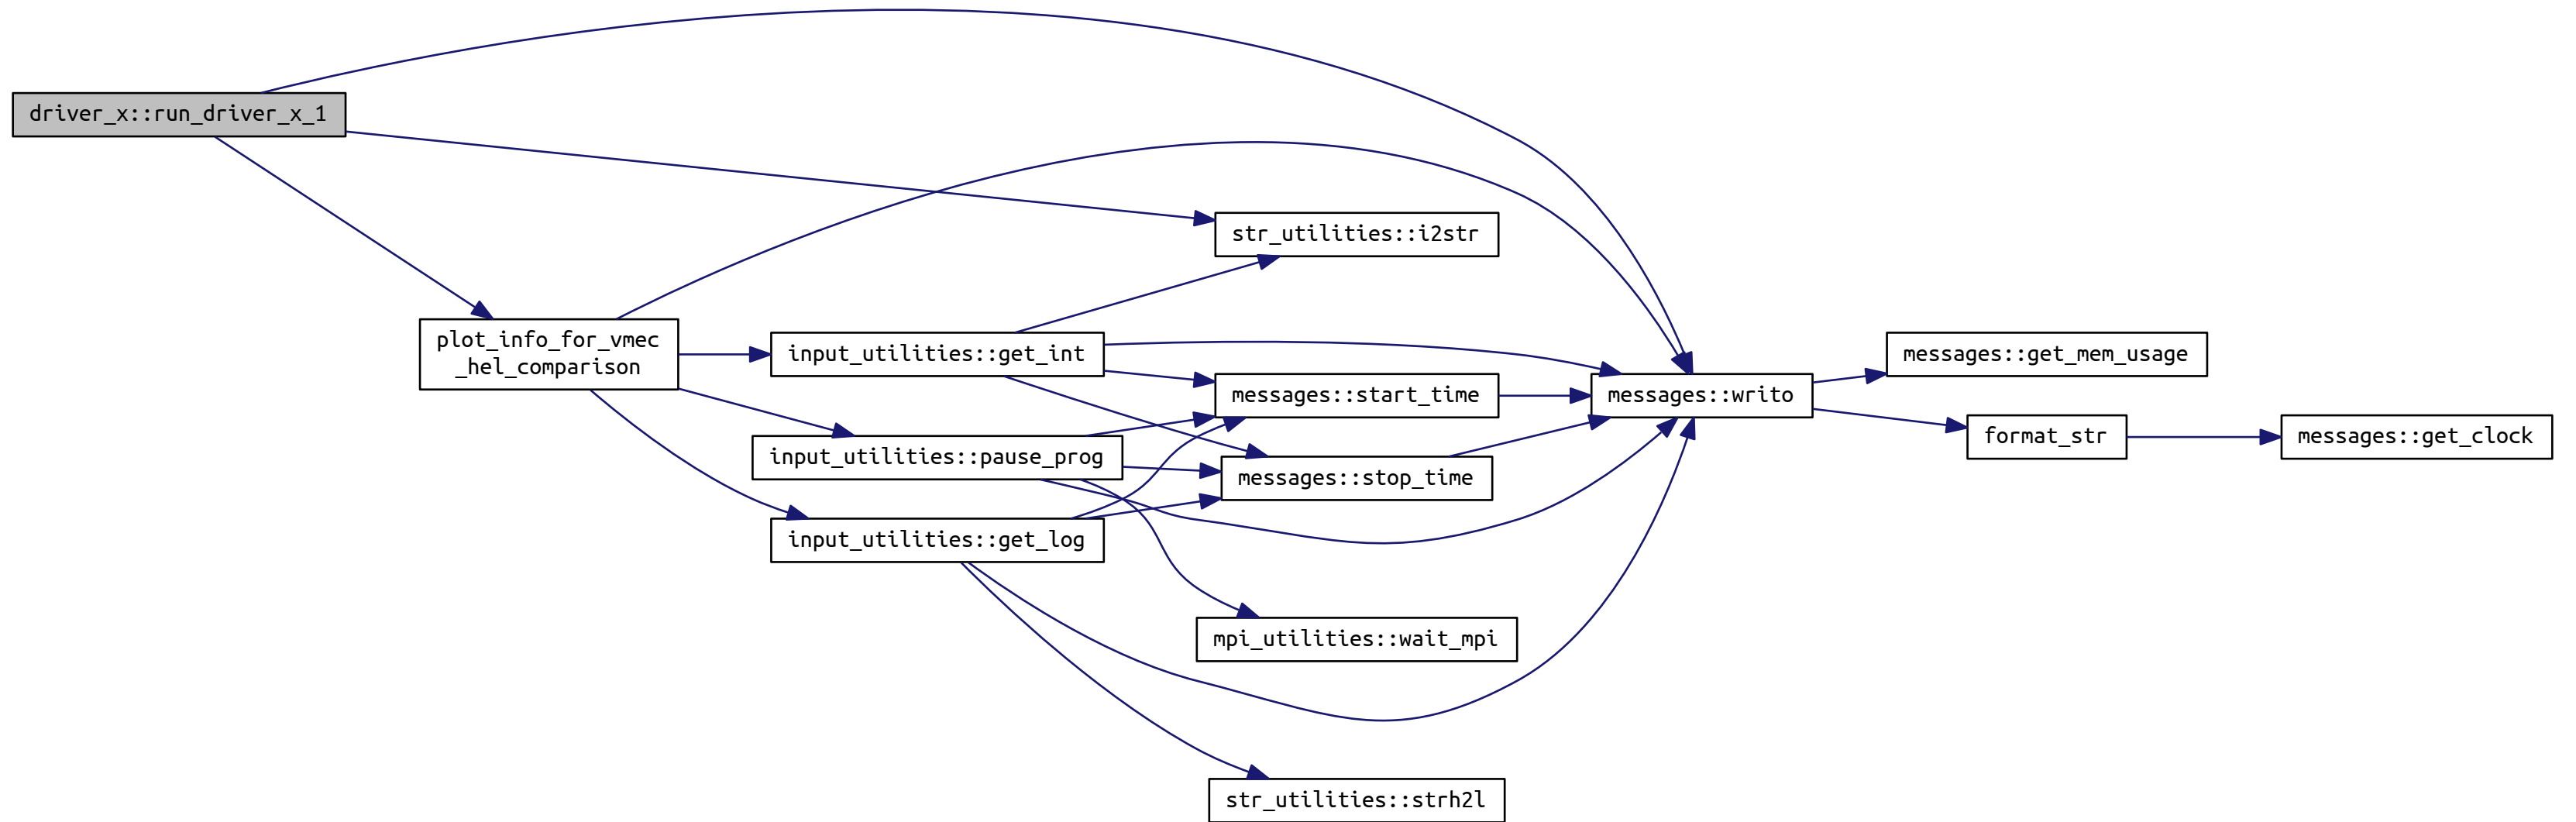 driver_x::run_driver_x_1
plot_info_for_vmec
_hel_comparison
str_utilities::i2str
input_utilities::get_int
messages::start_time
input_utilities::pause_prog
messages::stop_time
input_utilities::get_log
mpi_utilities::wait_mpi
str_utilities::strh2l
messages::writo
messages::get_mem_usage
format_str
messages::get_clock